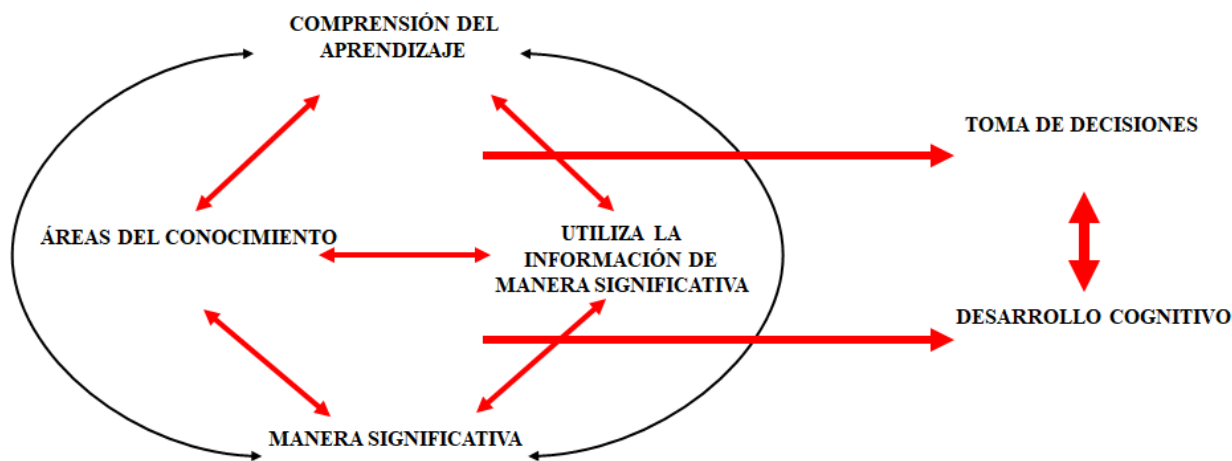 COMPRENSIÓN DEL
APRENDIZAJE
TOMA DE DECISIONES
ÁREAS DEL CONOCIMIENTO
UTILIZA LA
INFORMACIÓN DE
MANERA SIGNIFICATIVA
DESARROLLO COGNITIVO
MANERA SIGNIFICATIVA